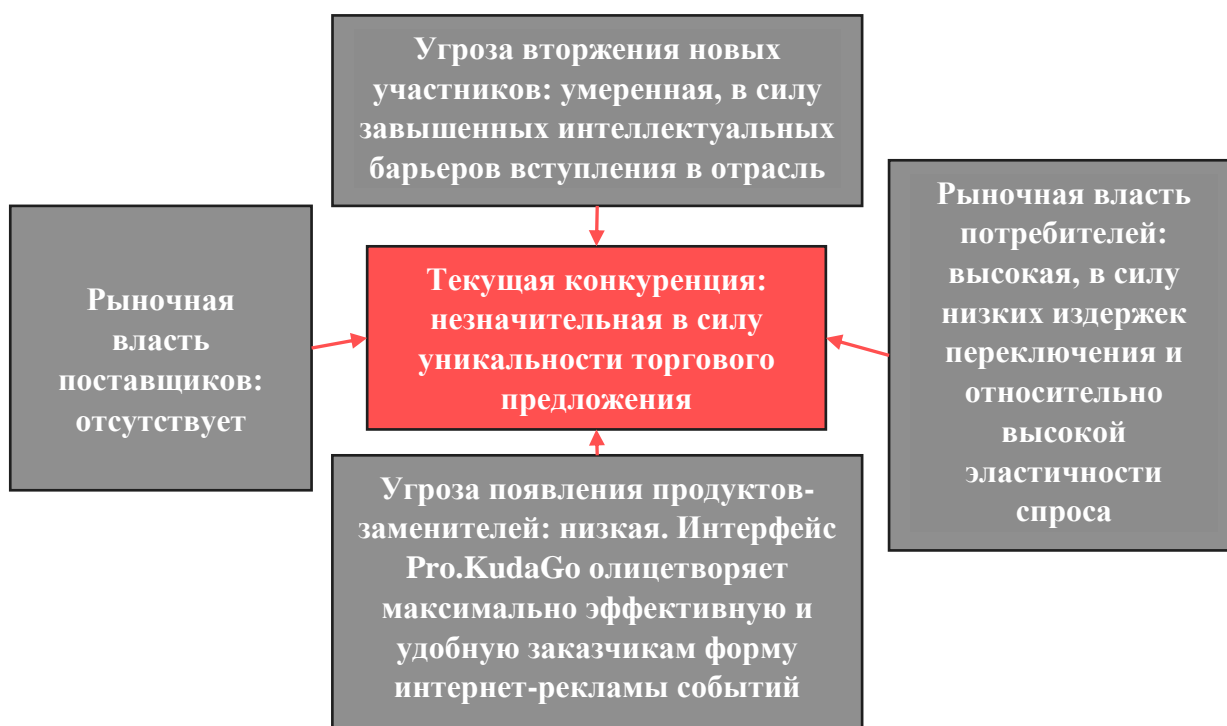 Угроза вторжения новых
участников: умеренная, в силу
завышенных интеллектуальных
барьеров вступления в отрасль
Рыночная
власть
поставщиков:
отсутствует
Текущая конкуренция:
незначительная в силу
уникальности торгового
предложения
Рыночная власть
потребителей:
высокая, в силу
низких издержек
переключения и
относительно
высокой
эластичности
спроса
Угроза появления продуктов-
заменителей: низкая. Интерфейс
Pro.KudaGo олицетворяет
максимально эффективную и
удобную заказчикам форму
интернет-рекламы событий